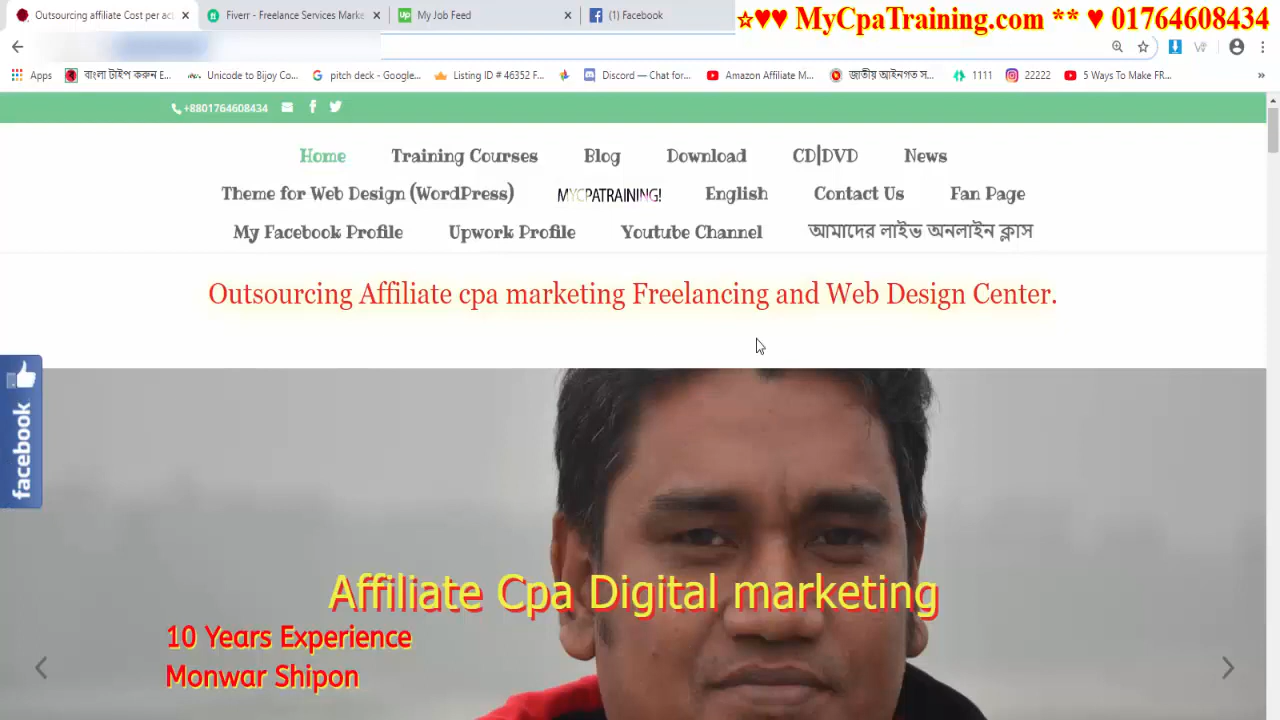 Outsourcing affiliate Cost per ac
Fiverr - Freelance Services Marke
My Job Feed
(1) Facebook
☆♥♥ MyCpaTraining.com ** ♥ 01764608434
Apps
বাংলা টাইপ করুন E...
Unicode to Bijoy Co...
pitch deck - Google...
Listing ID # 46352 F...
Discord — Chat for...
Amazon Affiliate M...
জাতীয় আইনগত স...
1111
22222
5 Ways To Make FR...
»
+8801764608434
Home Training Courses Blog Download CD|DVD News
Theme for Web Design (WordPress) MYCPATRAINING! English Contact Us Fan Page
My Facebook Profile Upwork Profile Youtube Channel আমাদের লাইভ অনলাইন ক্লাস
Outsourcing Affiliate cpa marketing Freelancing and Web Design Center.
facebook
Affiliate Cpa Digital marketing
10 Years Experience
Monwar Shipon